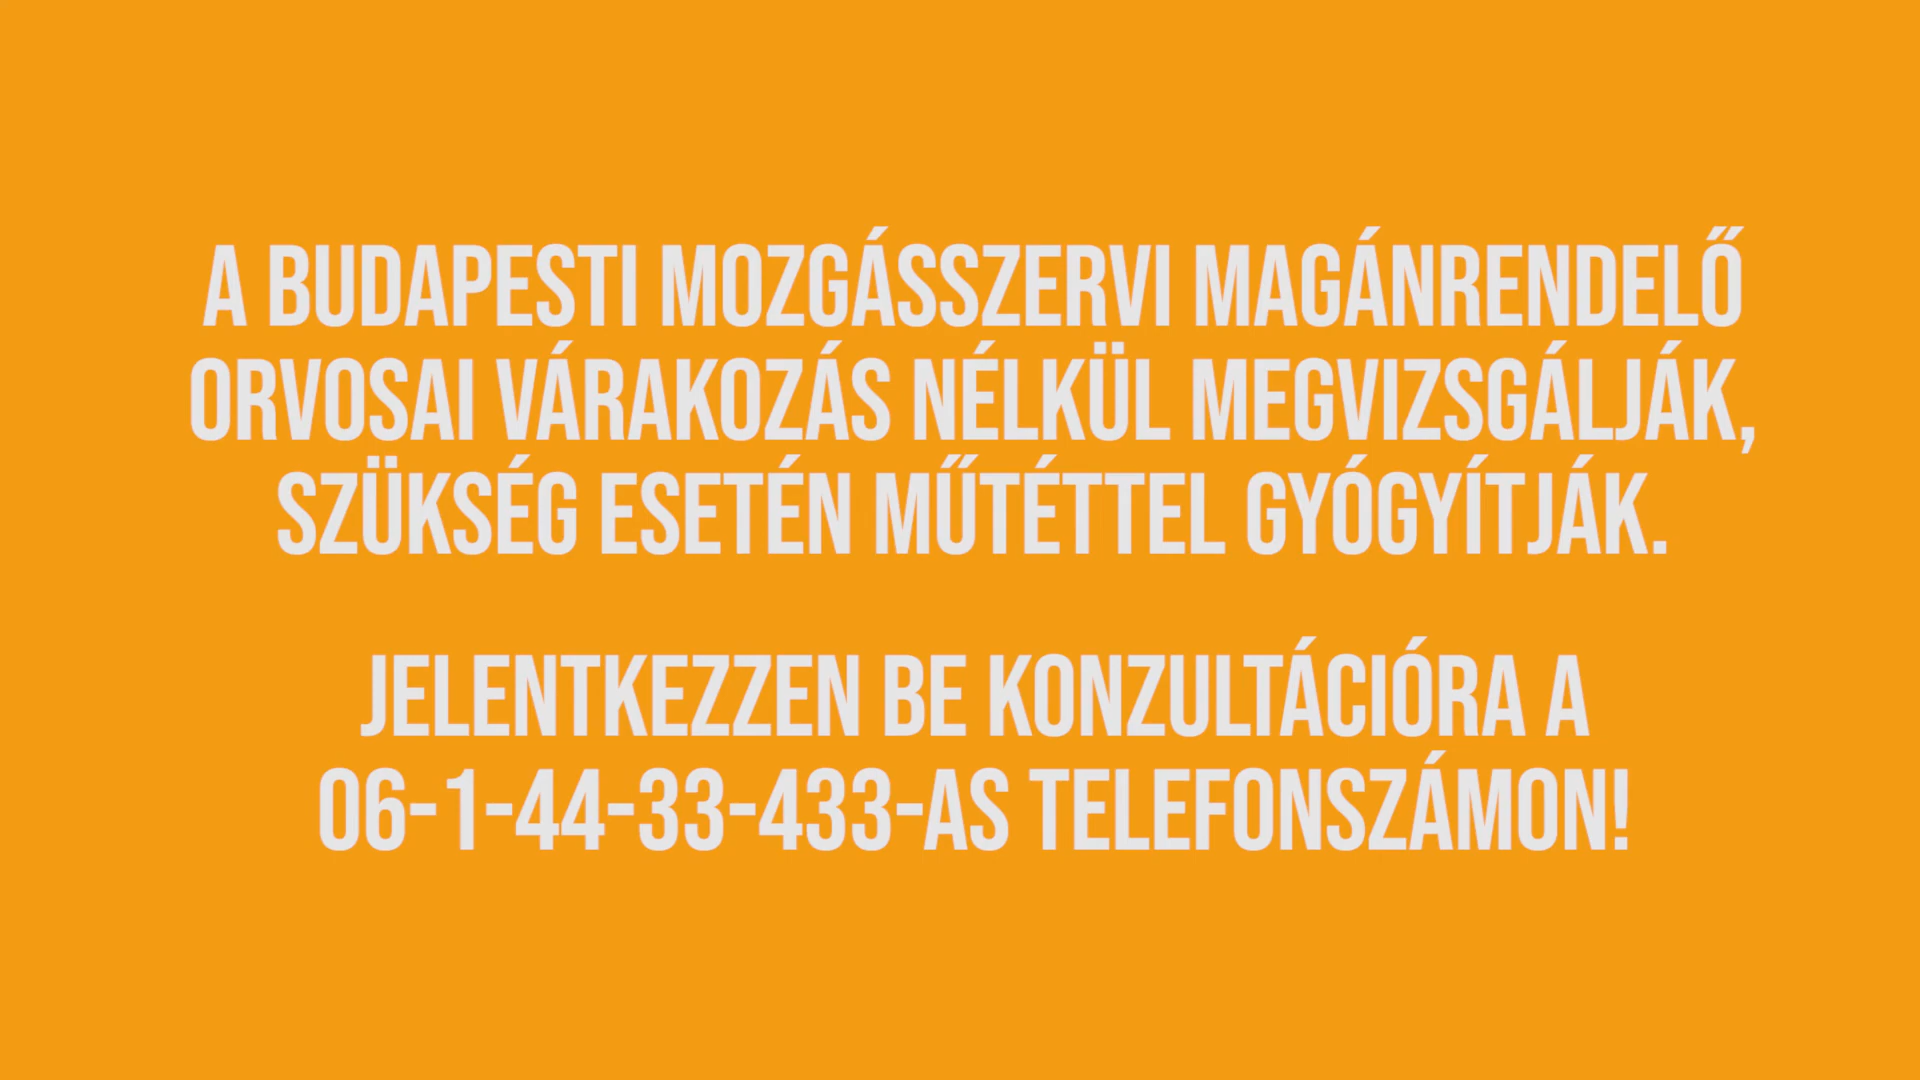 A BUDAPESTI MOZGÁSSZERVI MAGÁNRENDELŐ
ORVOSAI VÁRAKOZÁS NÉLKÜL MEGVIZSGÁLJÁK,
SZÜKSÉG ESETÉN MŰTÉTTEL GYÓGYÍTJÁK.
JELENTKEZZEN BE KONZULTÁCIÓRA A
06-1-44-33-433-AS TELEFONSZÁMON!